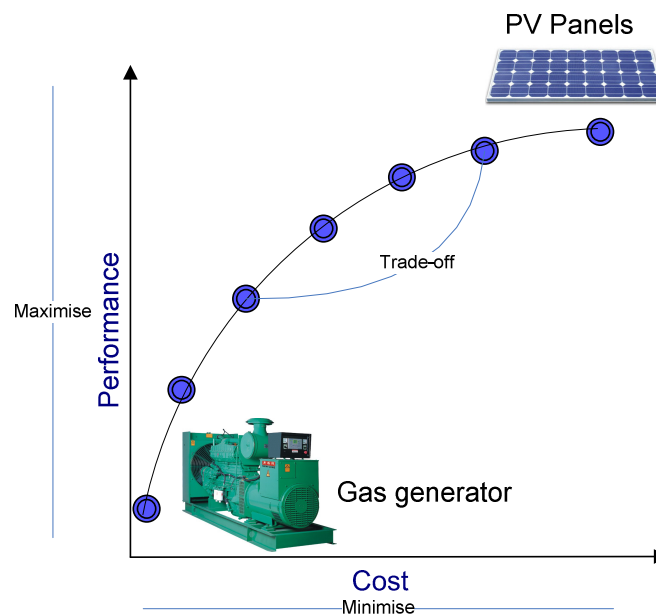 PV Panels
Maximise
Performance
Trade-off
Gas generator
Cost
Minimise